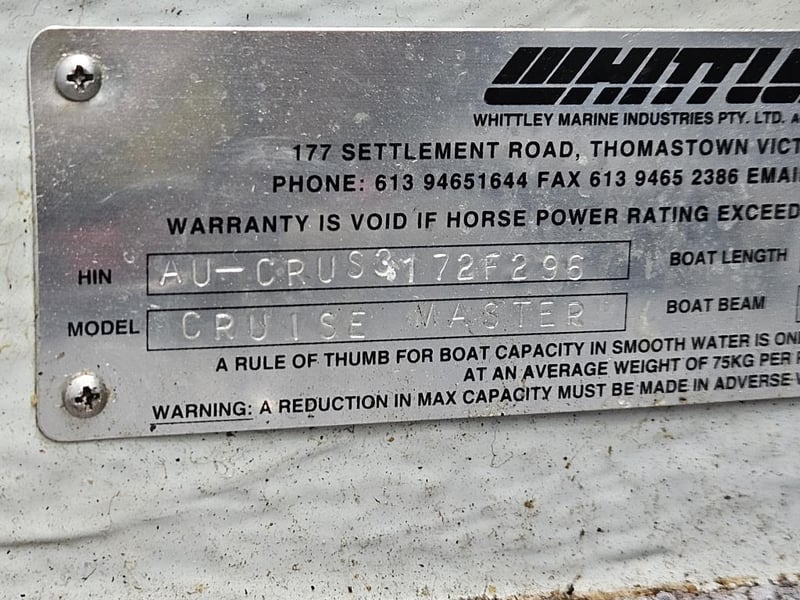 WHITTL
WHITTLEY MARINE INDUSTRIES PTY. LTD. A
177 SETTLEMENT ROAD, THOMASTOWN VICT
PHONE: 613 94651644 FAX 613 9465 2386 EMAI
WARRANTY IS VOID IF HORSE POWER RATING EXCEED
HIN AU-CRUS3172F296 BOAT LENGTH
MODEL CRUISE MASTER BOAT BEAM
A RULE OF THUMB FOR BOAT CAPACITY IN SMOOTH WATER IS ON
AT AN AVERAGE WEIGHT OF 75KG PER
WARNING: A REDUCTION IN MAX CAPACITY MUST BE MADE IN ADVERSE